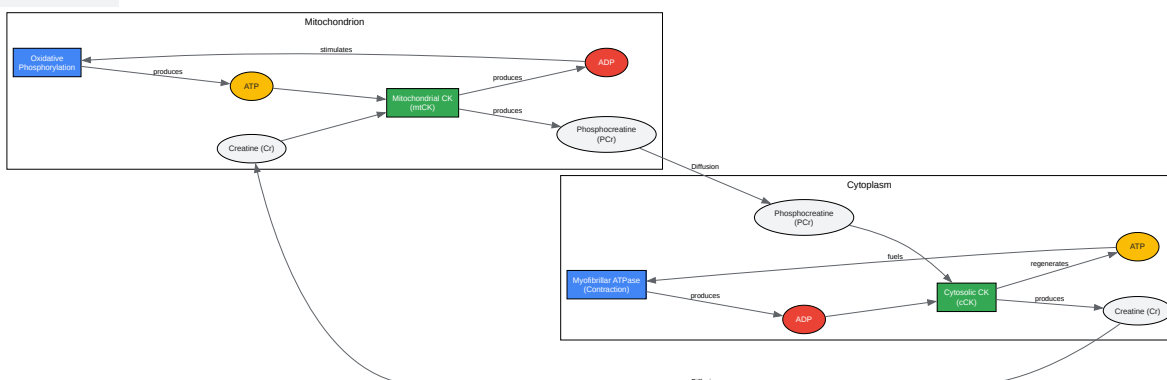 Mitochondrion
Oxidative
Phosphorylation
stimulates
produces
ATP
Mitochondrial CK
(mtCK)
produces
ADP
produces
Phosphocreatine
(PCr)
Creatine (Cr)
Diffusion
Cytoplasm
Phosphocreatine
(PCr)
fuels
ATP
regenerates
Myofibrillar ATPase
(Contraction)
produces
ADP
Cytosolic CK
(cCK)
produces
Creatine (Cr)